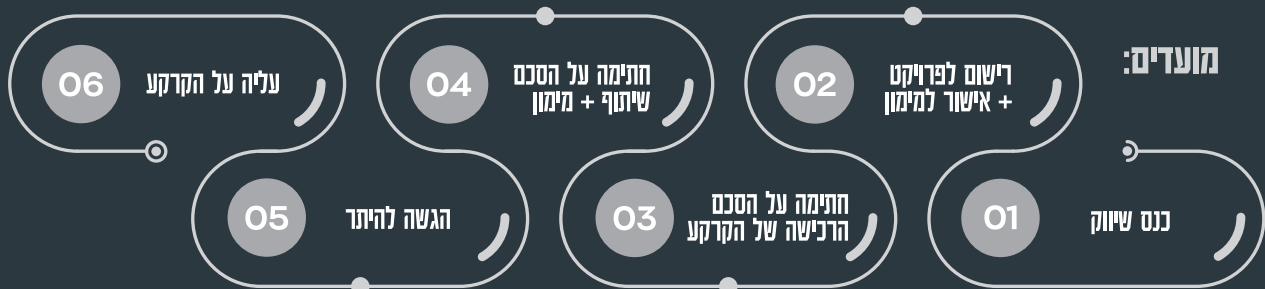 מועדים:
01
כנס שיווק
02
רישום לפרויקט
+ אישור למימון
03
חתימה על הסכם
הרכישה של הקרקע
04
חתימה על הסכם
שיתוף + מימון
05
הגשה להיתר
06
עליה על הקרקע